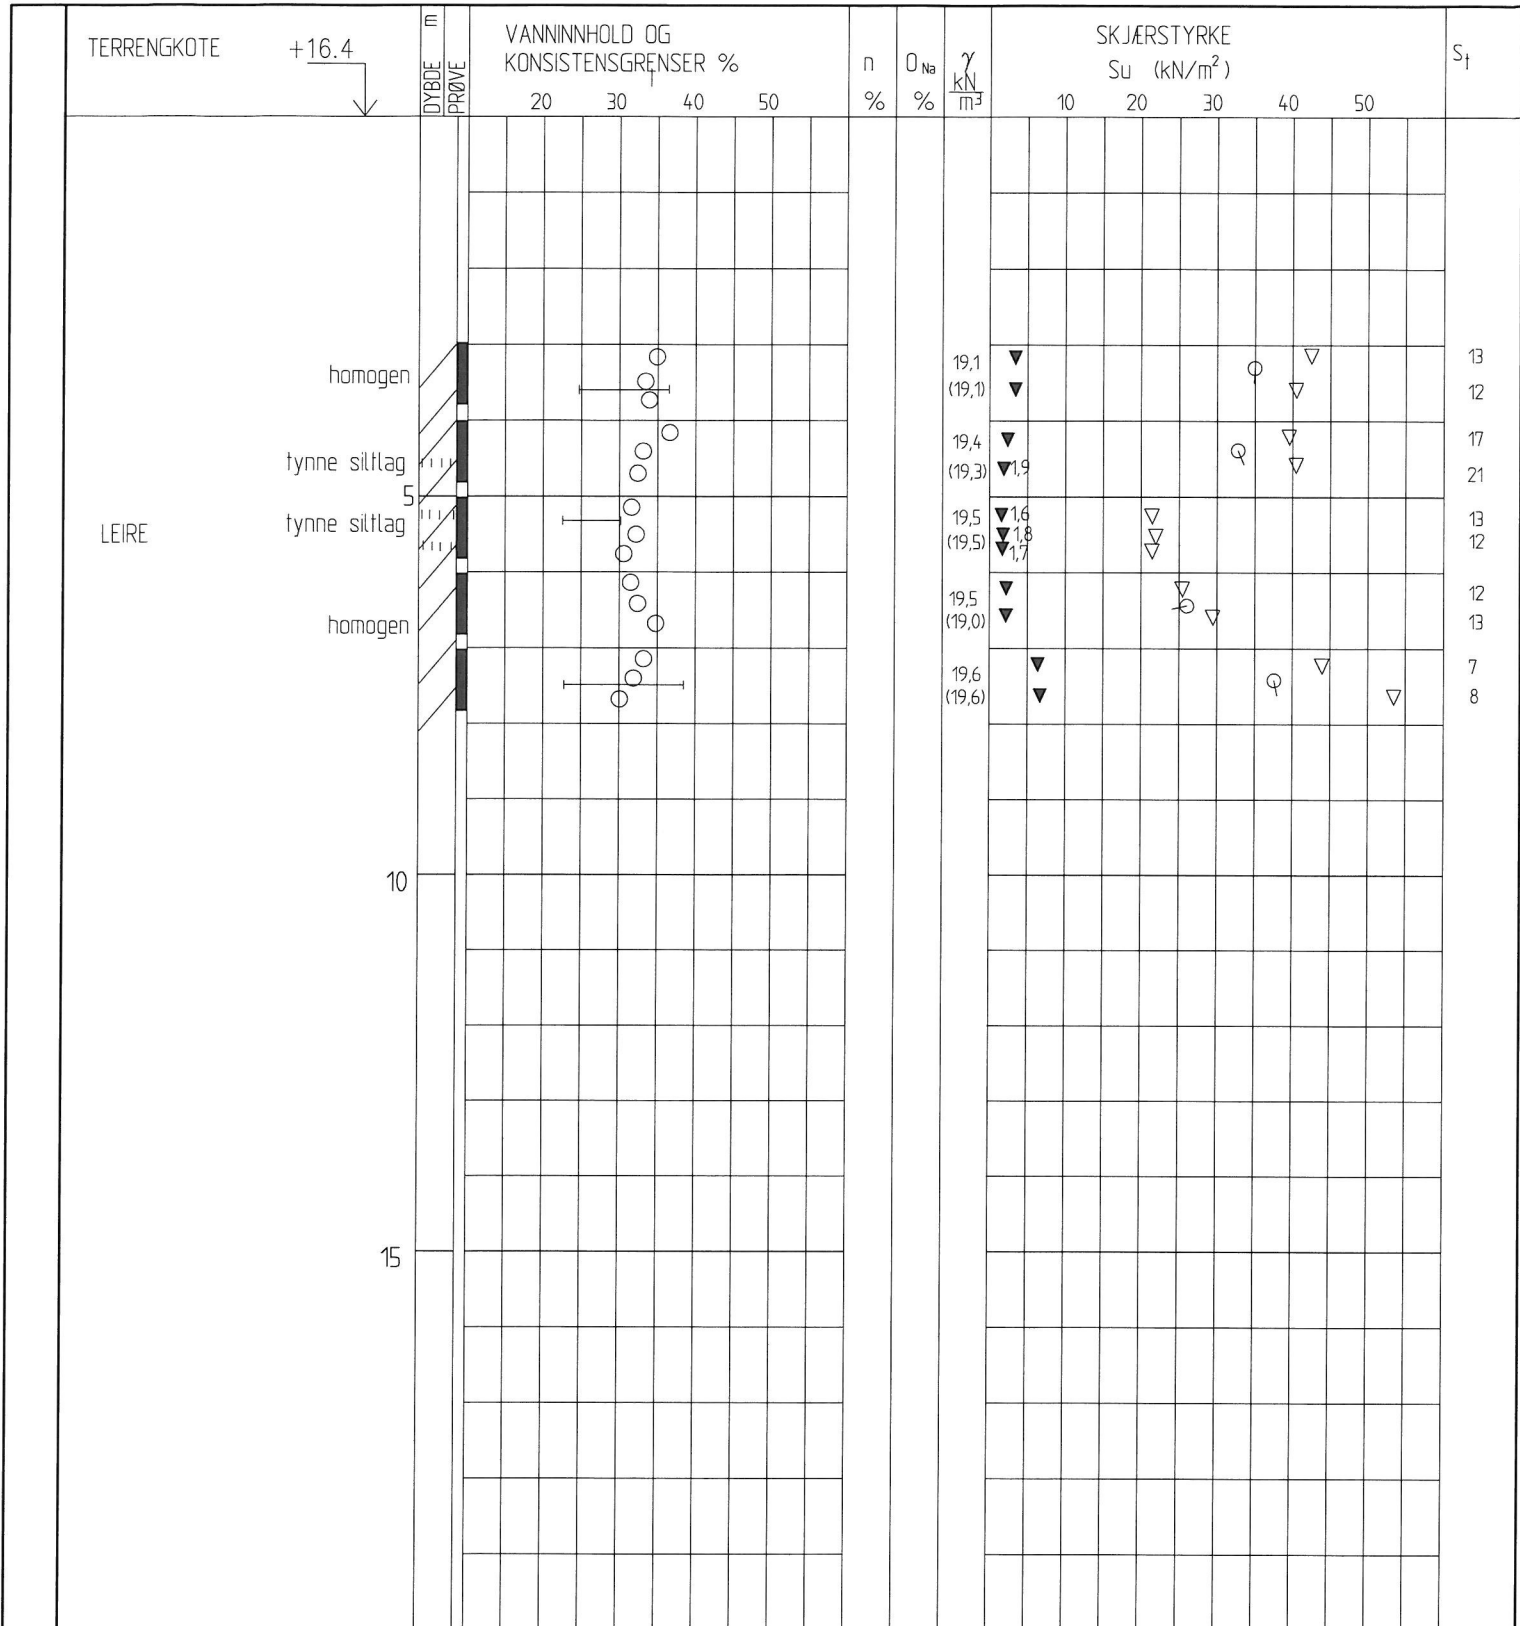 TERRENGKOTE +16.4
m
DYBDE
PRØVE
VANNINNHOLD OG
KONSISTENSGRENSER %
20 30 40 50
n
%
O Na
%
γ
kN
m³
SKJÆRSTYRKE
Su (kN/m²)
10 20 30 40 50
St
19,1 13
homogen
(19,1) 12
19,4 17
tynne siltlag
(19,3) 1,9 21
5
19,5 1,6 13
tynne siltlag
LEIRE
(19,5) 1,8 12
1,7
19,5 12
homogen
(19,0) 13
19,6 7
(19,6) 8
10
15